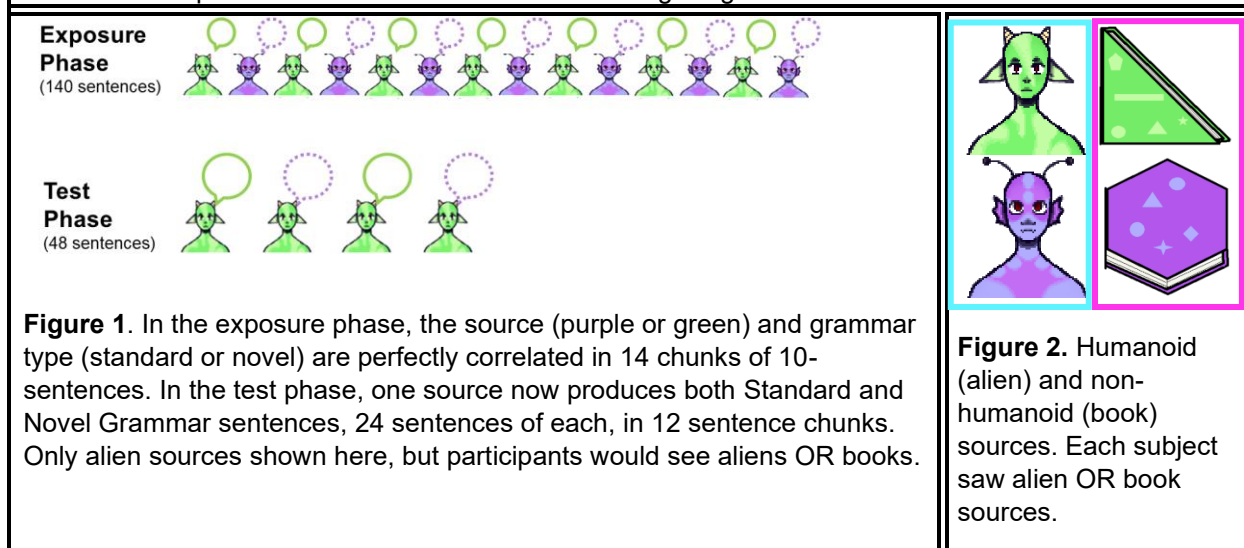 Exposure
Phase
(140 sentences)
Test
Phase
(48 sentences)
Figure 1. In the exposure phase, the source (purple or green) and grammar
type (standard or novel) are perfectly correlated in 14 chunks of 10-
sentences. In the test phase, one source now produces both Standard and
Novel Grammar sentences, 24 sentences of each, in 12 sentence chunks.
Only alien sources shown here, but participants would see aliens OR books.
Figure 2. Humanoid
(alien) and non-
humanoid (book)
sources. Each subject
saw alien OR book
sources.